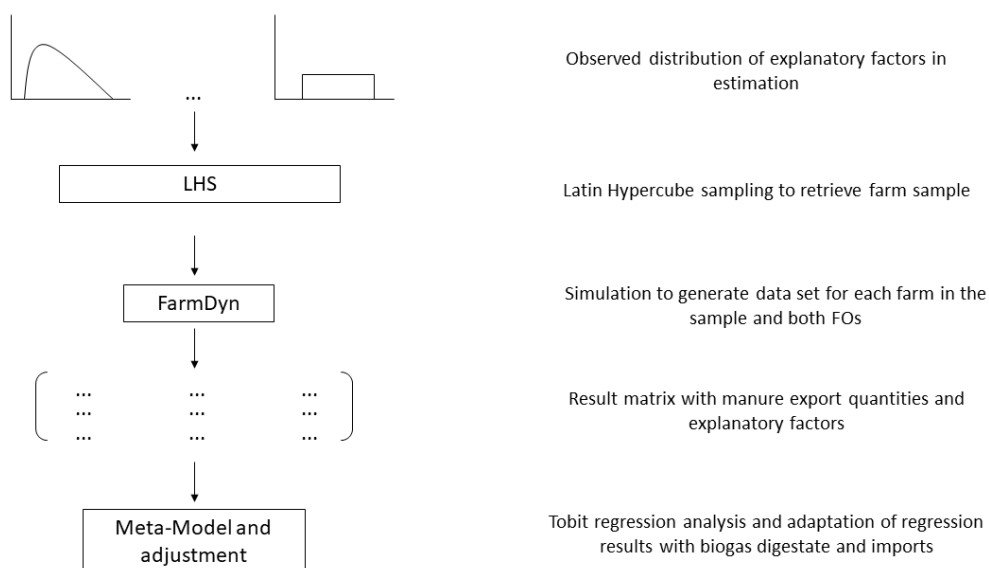 ...
Observed distribution of explanatory factors in
estimation
LHS
Latin Hypercube sampling to retrieve farm sample
FarmDyn
Simulation to generate data set for each farm in the
sample and both FOs
... ... ...
... ... ...
... ... ...
Result matrix with manure export quantities and
explanatory factors
Meta-Model and
adjustment
Tobit regression analysis and adaptation of regression
results with biogas digestate and imports